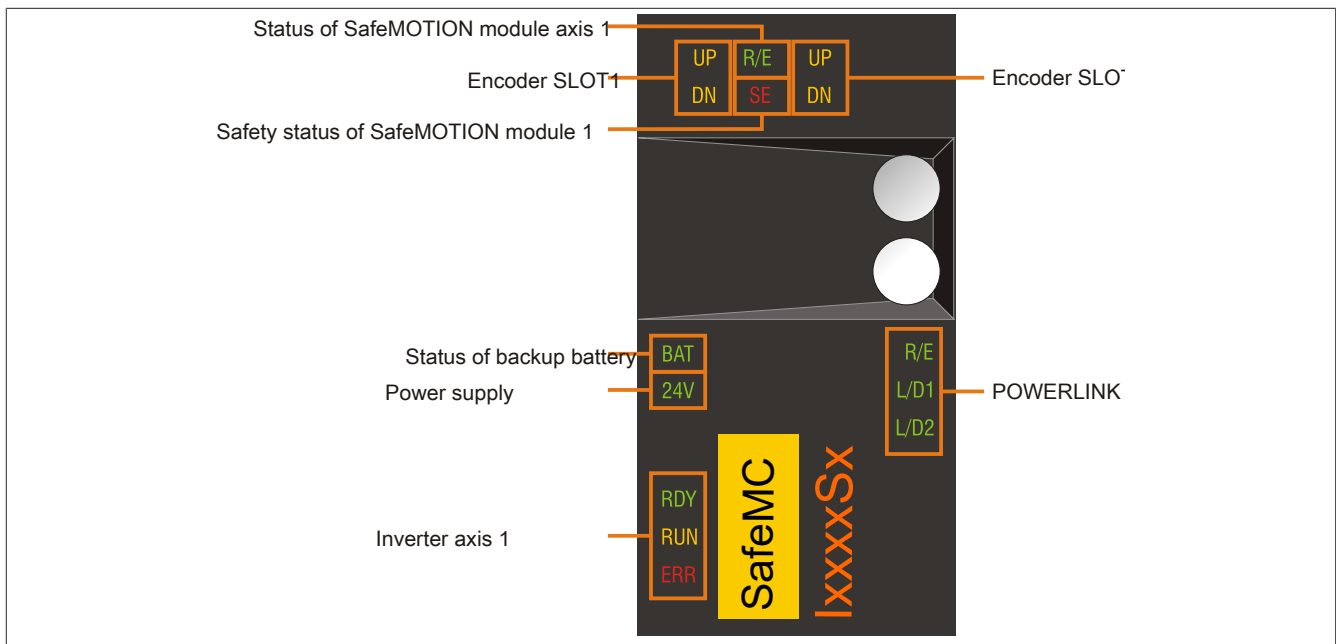 Status of SafeMOTION module axis 1
UP R/E UP
Encoder SLOT1
Encoder
DN SE DN
Safety status of SafeMOTION module 1
Status of backup battery
BAT
R/E
Power supply
24V
L/D1
POWERLINK
L/D2
RDY
Inverter axis 1
RUN
ERR
SafeMC
IxxxxSx